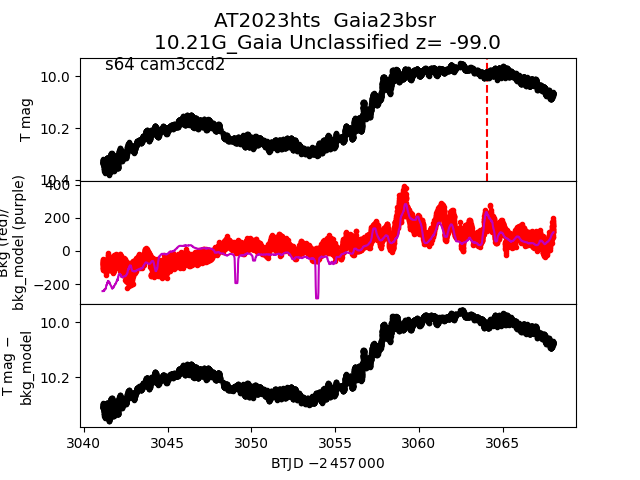 AT2023hts  Gaia23bsr
10.21G_Gaia Unclassified z= -99.0
s64 cam3ccd2
10.0
10.2
10.4
T mag
400
200
0
−200
Bkg (red)/
bkg_model (purple)
10.0
10.2
T mag −
bkg_model
3040 3045 3050 3055 3060 3065
BTJD −2 457 000